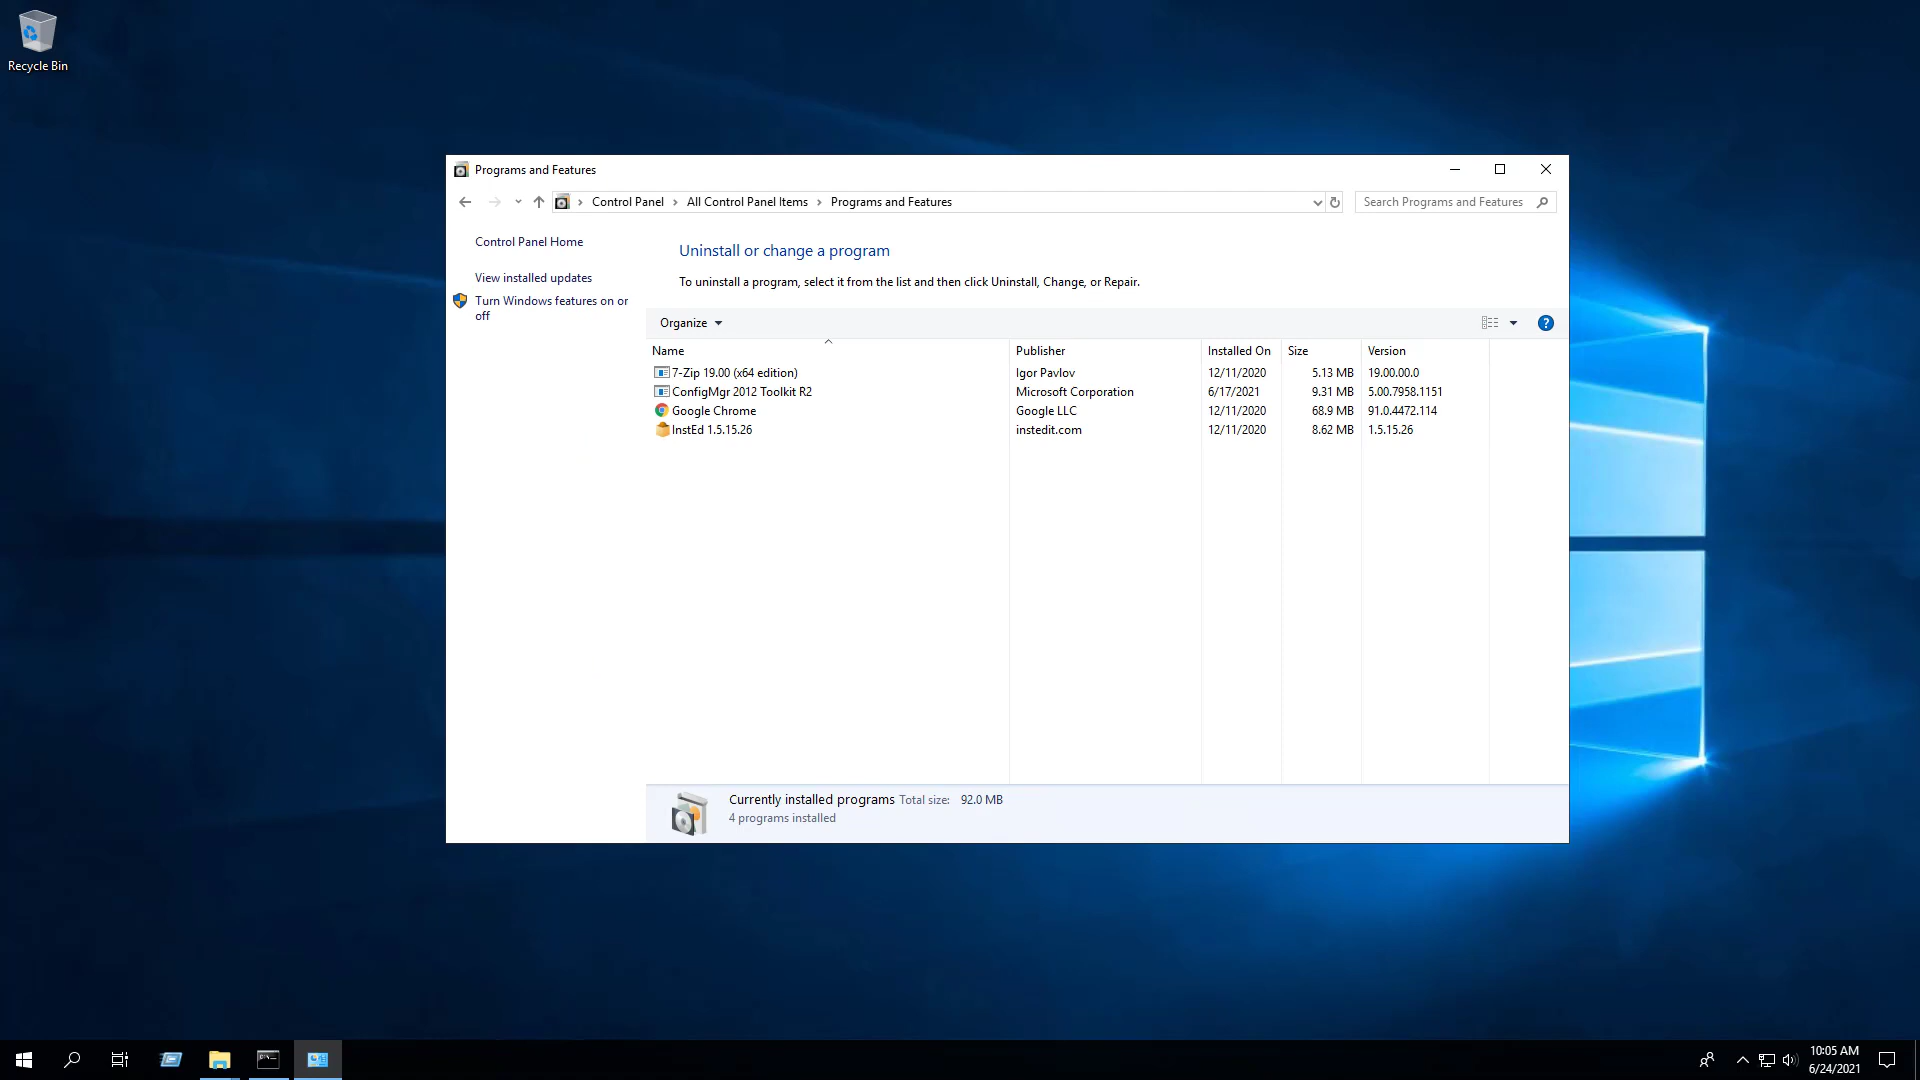 Recycle Bin
Programs and Features
Control Panel
All Control Panel Items
Programs and Features
Search Programs and Features
Control Panel Home
View installed updates
Turn Windows features on or
off
Uninstall or change a program
To uninstall a program, select it from the list and then click Uninstall, Change, or Repair.
Organize
Name Publisher Installed On Size Version
7-Zip 19.00 (x64 edition) Igor Pavlov 12/11/2020 5.13 MB 19.00.00.0
ConfigMgr 2012 Toolkit R2 Microsoft Corporation 6/17/2021 9.31 MB 5.00.7958.1151
Google Chrome Google LLC 12/11/2020 68.9 MB 91.0.4472.114
InstEd 1.5.15.26 instedit.com 12/11/2020 8.62 MB 1.5.15.26
Currently installed programs Total size: 92.0 MB
4 programs installed
10:05 AM
6/24/2021